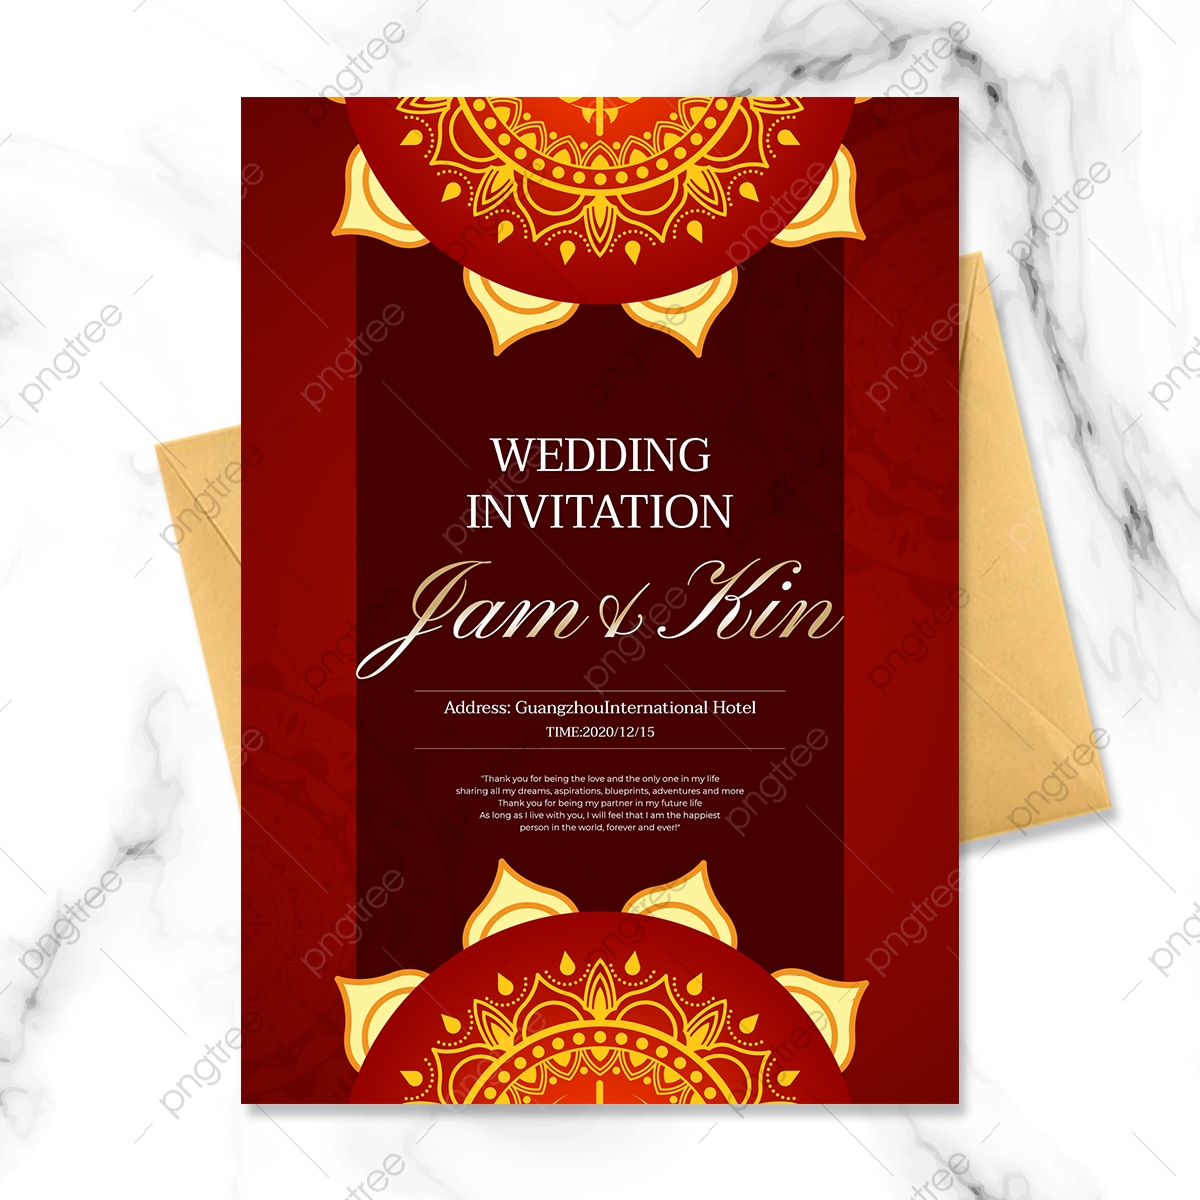 WEDDING
INVITATION
Jam & Kin
Address: GuangzhouInternational Hotel
TIME:2020/12/15
"Thank you for being the love and the only one in my life
sharing all my dreams, aspirations, blueprints, adventures and more
Thank you for being my partner in my future life
As long as I live with you, I will feel that I am the happiest
person in the world, forever and ever!"
pngtree